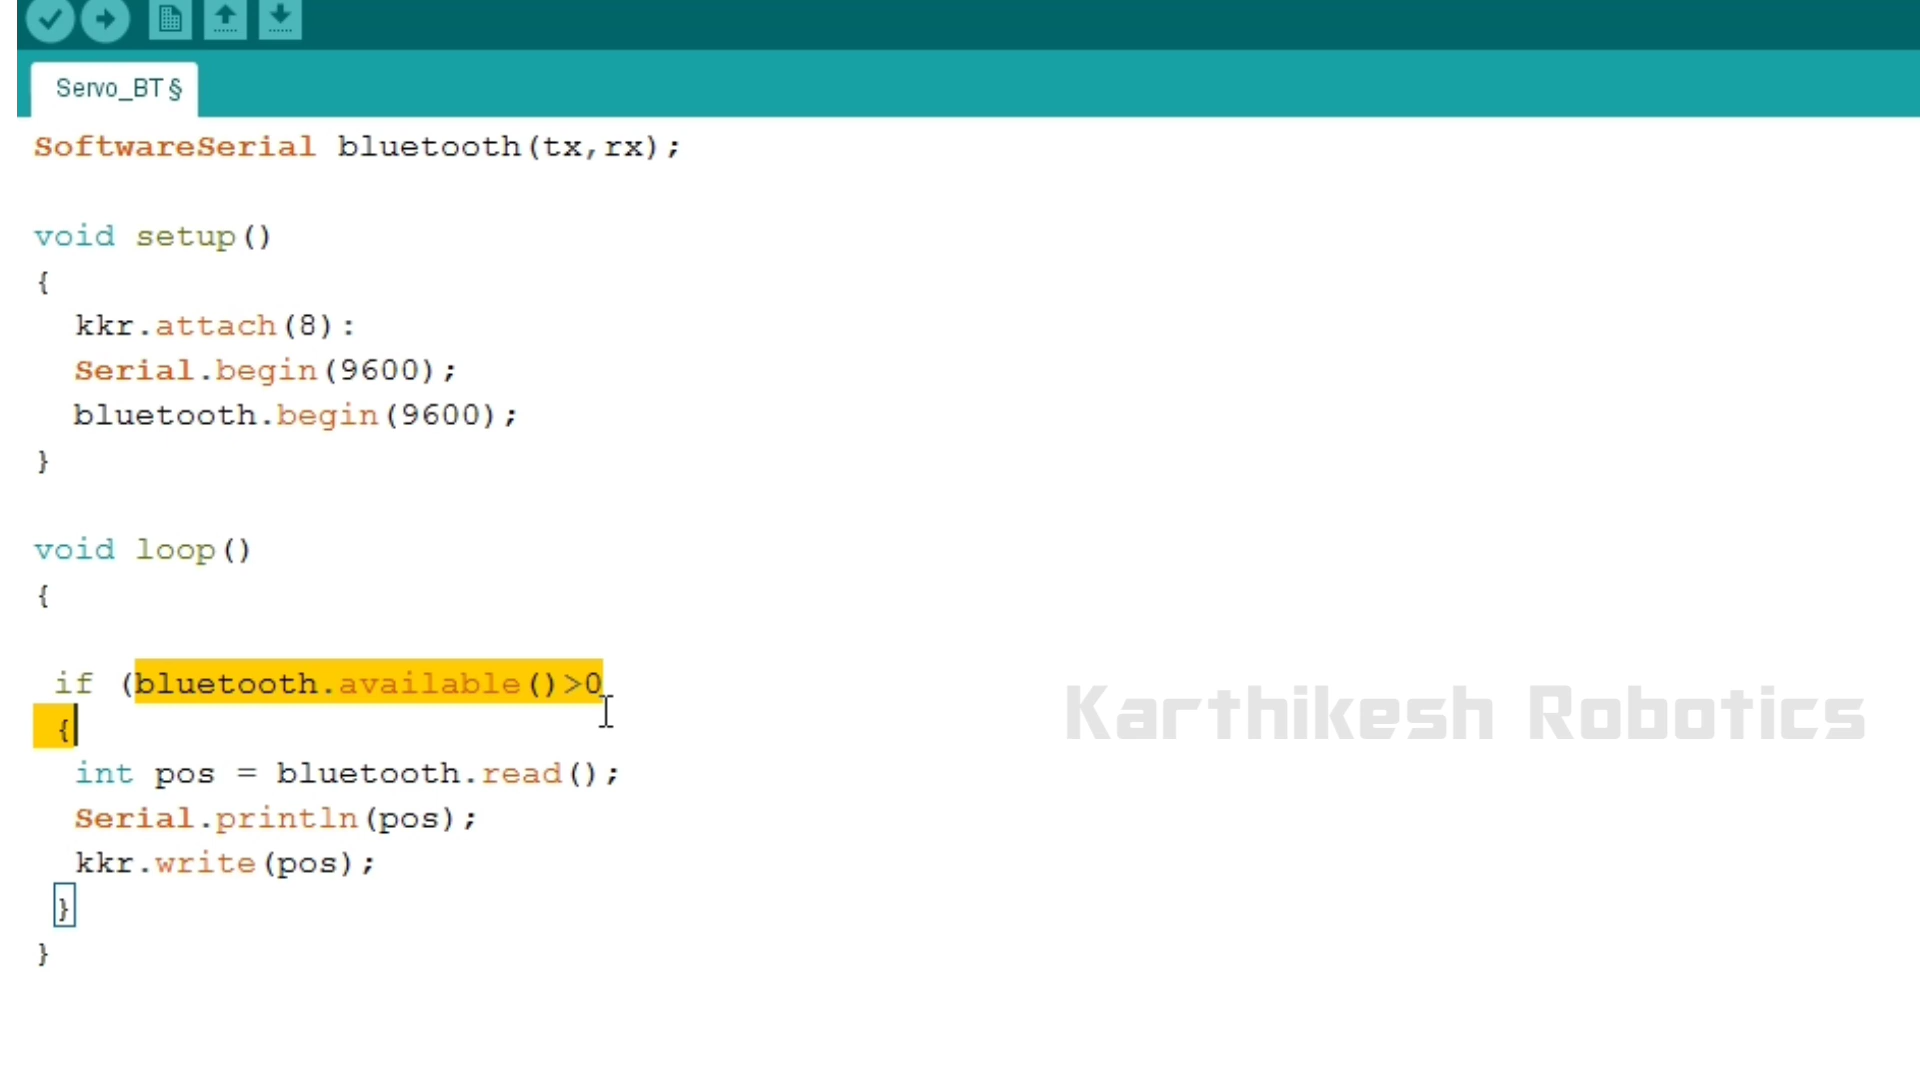 Servo_BT §
SoftwareSerial bluetooth(tx,rx);
void setup()
{
kkr.attach(8):
Serial.begin(9600);
bluetooth.begin(9600);
}
void loop()
{
if (bluetooth.available()>0
{
int pos = bluetooth.read();
Serial.println(pos);
kkr.write(pos);
}
}
Karthikesh Robotics